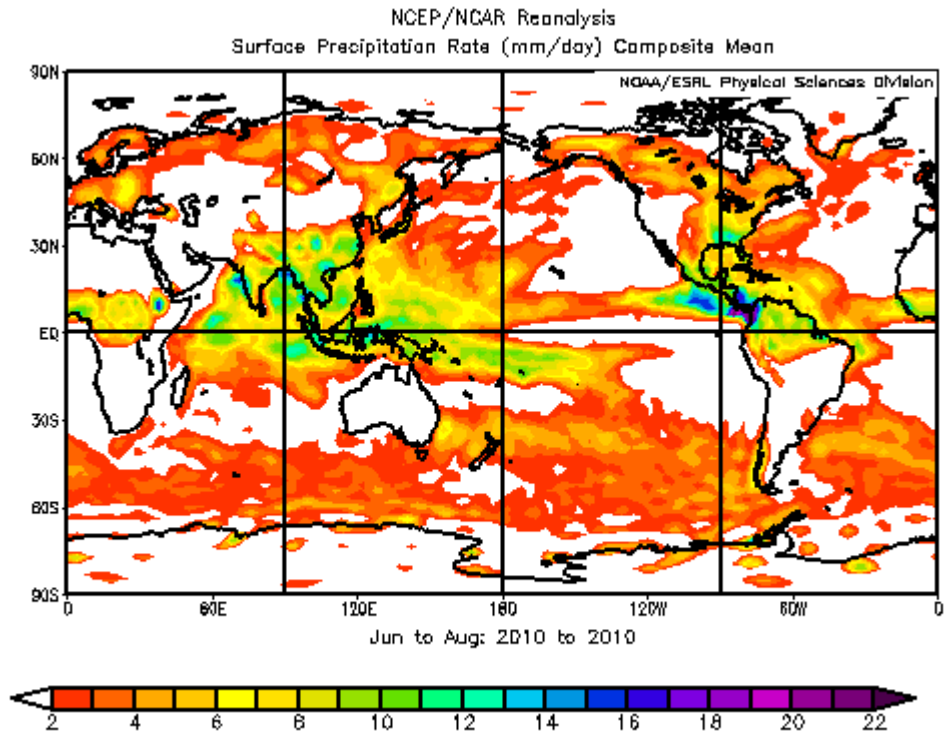 NCEP/NCAR Reanalysis
Surface Precipitation Rate (mm/day) Composite Mean
NOAA/ESRL Physical Sciences Division
90N
60N
30N
EQ
30S
60S
90S
0 60E 120E 180 120W 60W 0
Jun to Aug: 2010 to 2010
2 4 6 8 10 12 14 16 18 20 22